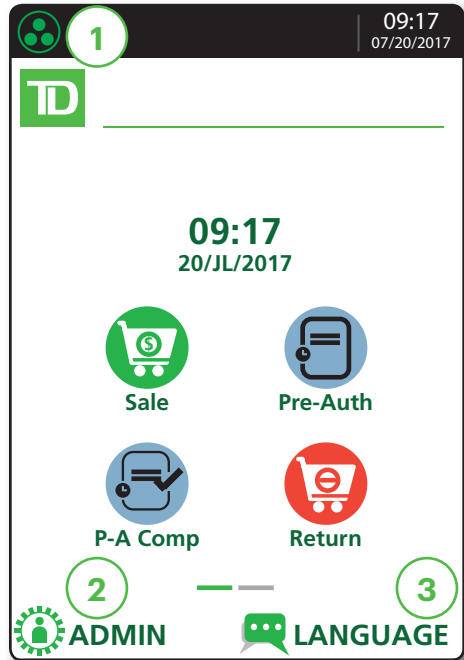 09:17
1
07/20/2017
TD
09:17
20/JL/2017
$
Sale
Pre-Auth
P-A Comp
Return
2
3
ADMIN
LANGUAGE